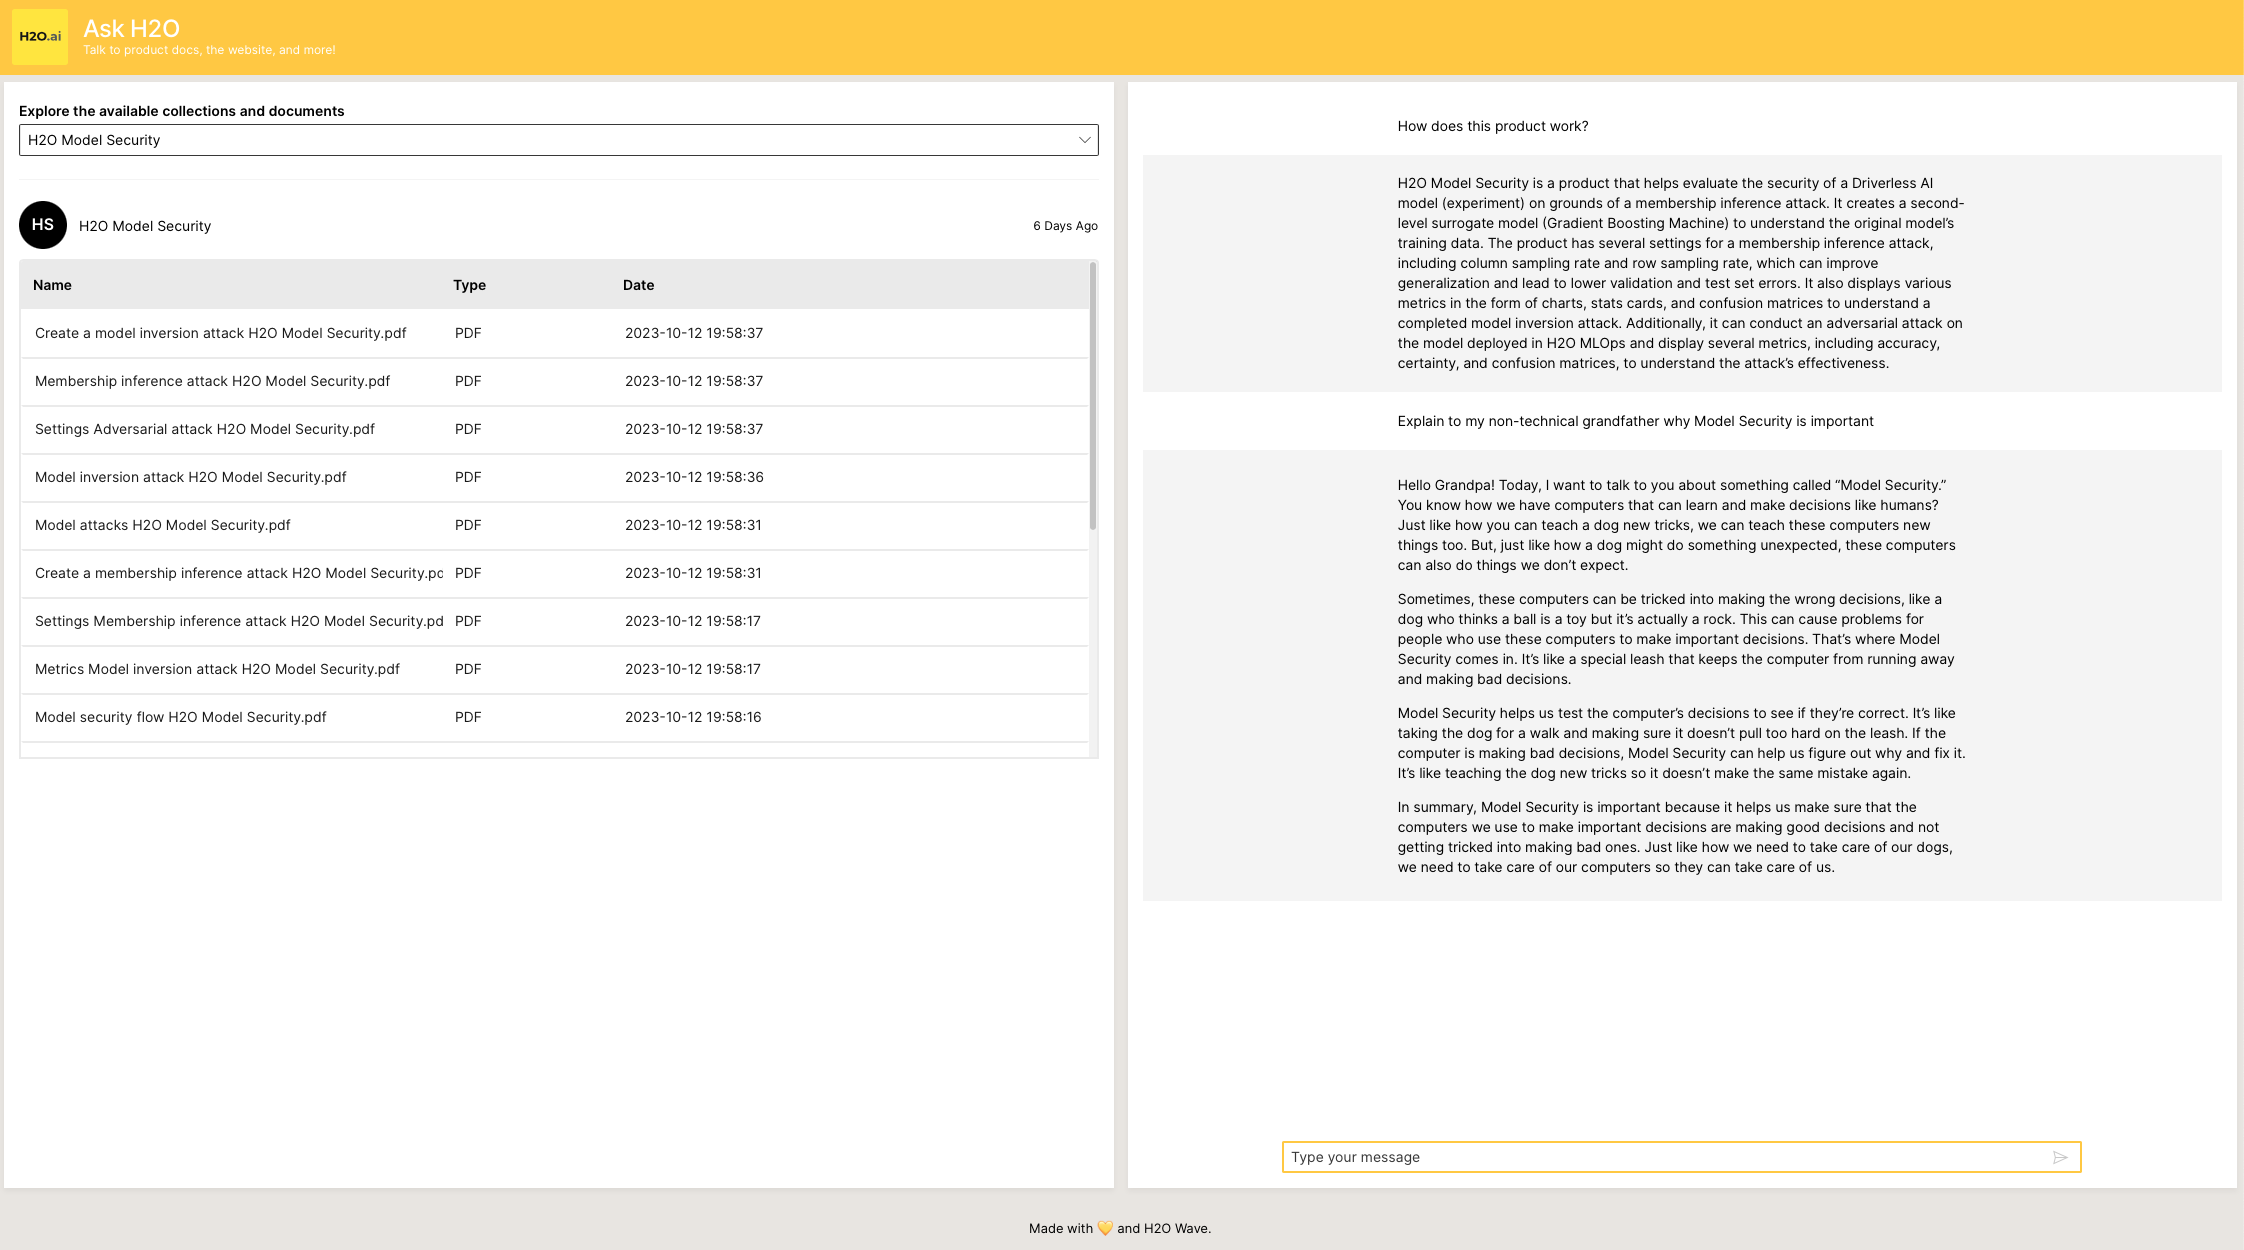 H2O.ai
Ask H2O
Talk to product docs, the website, and more!
Explore the available collections and documents
H2O Model Security
HS
H2O Model Security
6 Days Ago
Name Type Date
Create a model inversion attack H2O Model Security.pdf PDF 2023-10-12 19:58:37
Membership inference attack H2O Model Security.pdf PDF 2023-10-12 19:58:37
Settings Adversarial attack H2O Model Security.pdf PDF 2023-10-12 19:58:37
Model inversion attack H2O Model Security.pdf PDF 2023-10-12 19:58:36
Model attacks H2O Model Security.pdf PDF 2023-10-12 19:58:31
Create a membership inference attack H2O Model Security.pc PDF 2023-10-12 19:58:31
Settings Membership inference attack H2O Model Security.pd PDF 2023-10-12 19:58:17
Metrics Model inversion attack H2O Model Security.pdf PDF 2023-10-12 19:58:17
Model security flow H2O Model Security.pdf PDF 2023-10-12 19:58:16
How does this product work?
H2O Model Security is a product that helps evaluate the security of a Driverless AI
model (experiment) on grounds of a membership inference attack. It creates a second-
level surrogate model (Gradient Boosting Machine) to understand the original model’s
training data. The product has several settings for a membership inference attack,
including column sampling rate and row sampling rate, which can improve
generalization and lead to lower validation and test set errors. It also displays various
metrics in the form of charts, stats cards, and confusion matrices to understand a
completed model inversion attack. Additionally, it can conduct an adversarial attack on
the model deployed in H2O MLOps and display several metrics, including accuracy,
certainty, and confusion matrices, to understand the attack’s effectiveness.
Explain to my non-technical grandfather why Model Security is important
Hello Grandpa! Today, I want to talk to you about something called “Model Security.”
You know how we have computers that can learn and make decisions like humans?
Just like how you can teach a dog new tricks, we can teach these computers new
things too. But, just like how a dog might do something unexpected, these computers
can also do things we don’t expect.
Sometimes, these computers can be tricked into making the wrong decisions, like a
dog who thinks a ball is a toy but it’s actually a rock. This can cause problems for
people who use these computers to make important decisions. That’s where Model
Security comes in. It’s like a special leash that keeps the computer from running away
and making bad decisions.
Model Security helps us test the computer’s decisions to see if they’re correct. It’s like
taking the dog for a walk and making sure it doesn’t pull too hard on the leash. If the
computer is making bad decisions, Model Security can help us figure out why and fix it.
It’s like teaching the dog new tricks so it doesn’t make the same mistake again.
In summary, Model Security is important because it helps us make sure that the
computers we use to make important decisions are making good decisions and not
getting tricked into making bad ones. Just like how we need to take care of our dogs,
we need to take care of our computers so they can take care of us.
Type your message
Made with 💛 and H2O Wave.